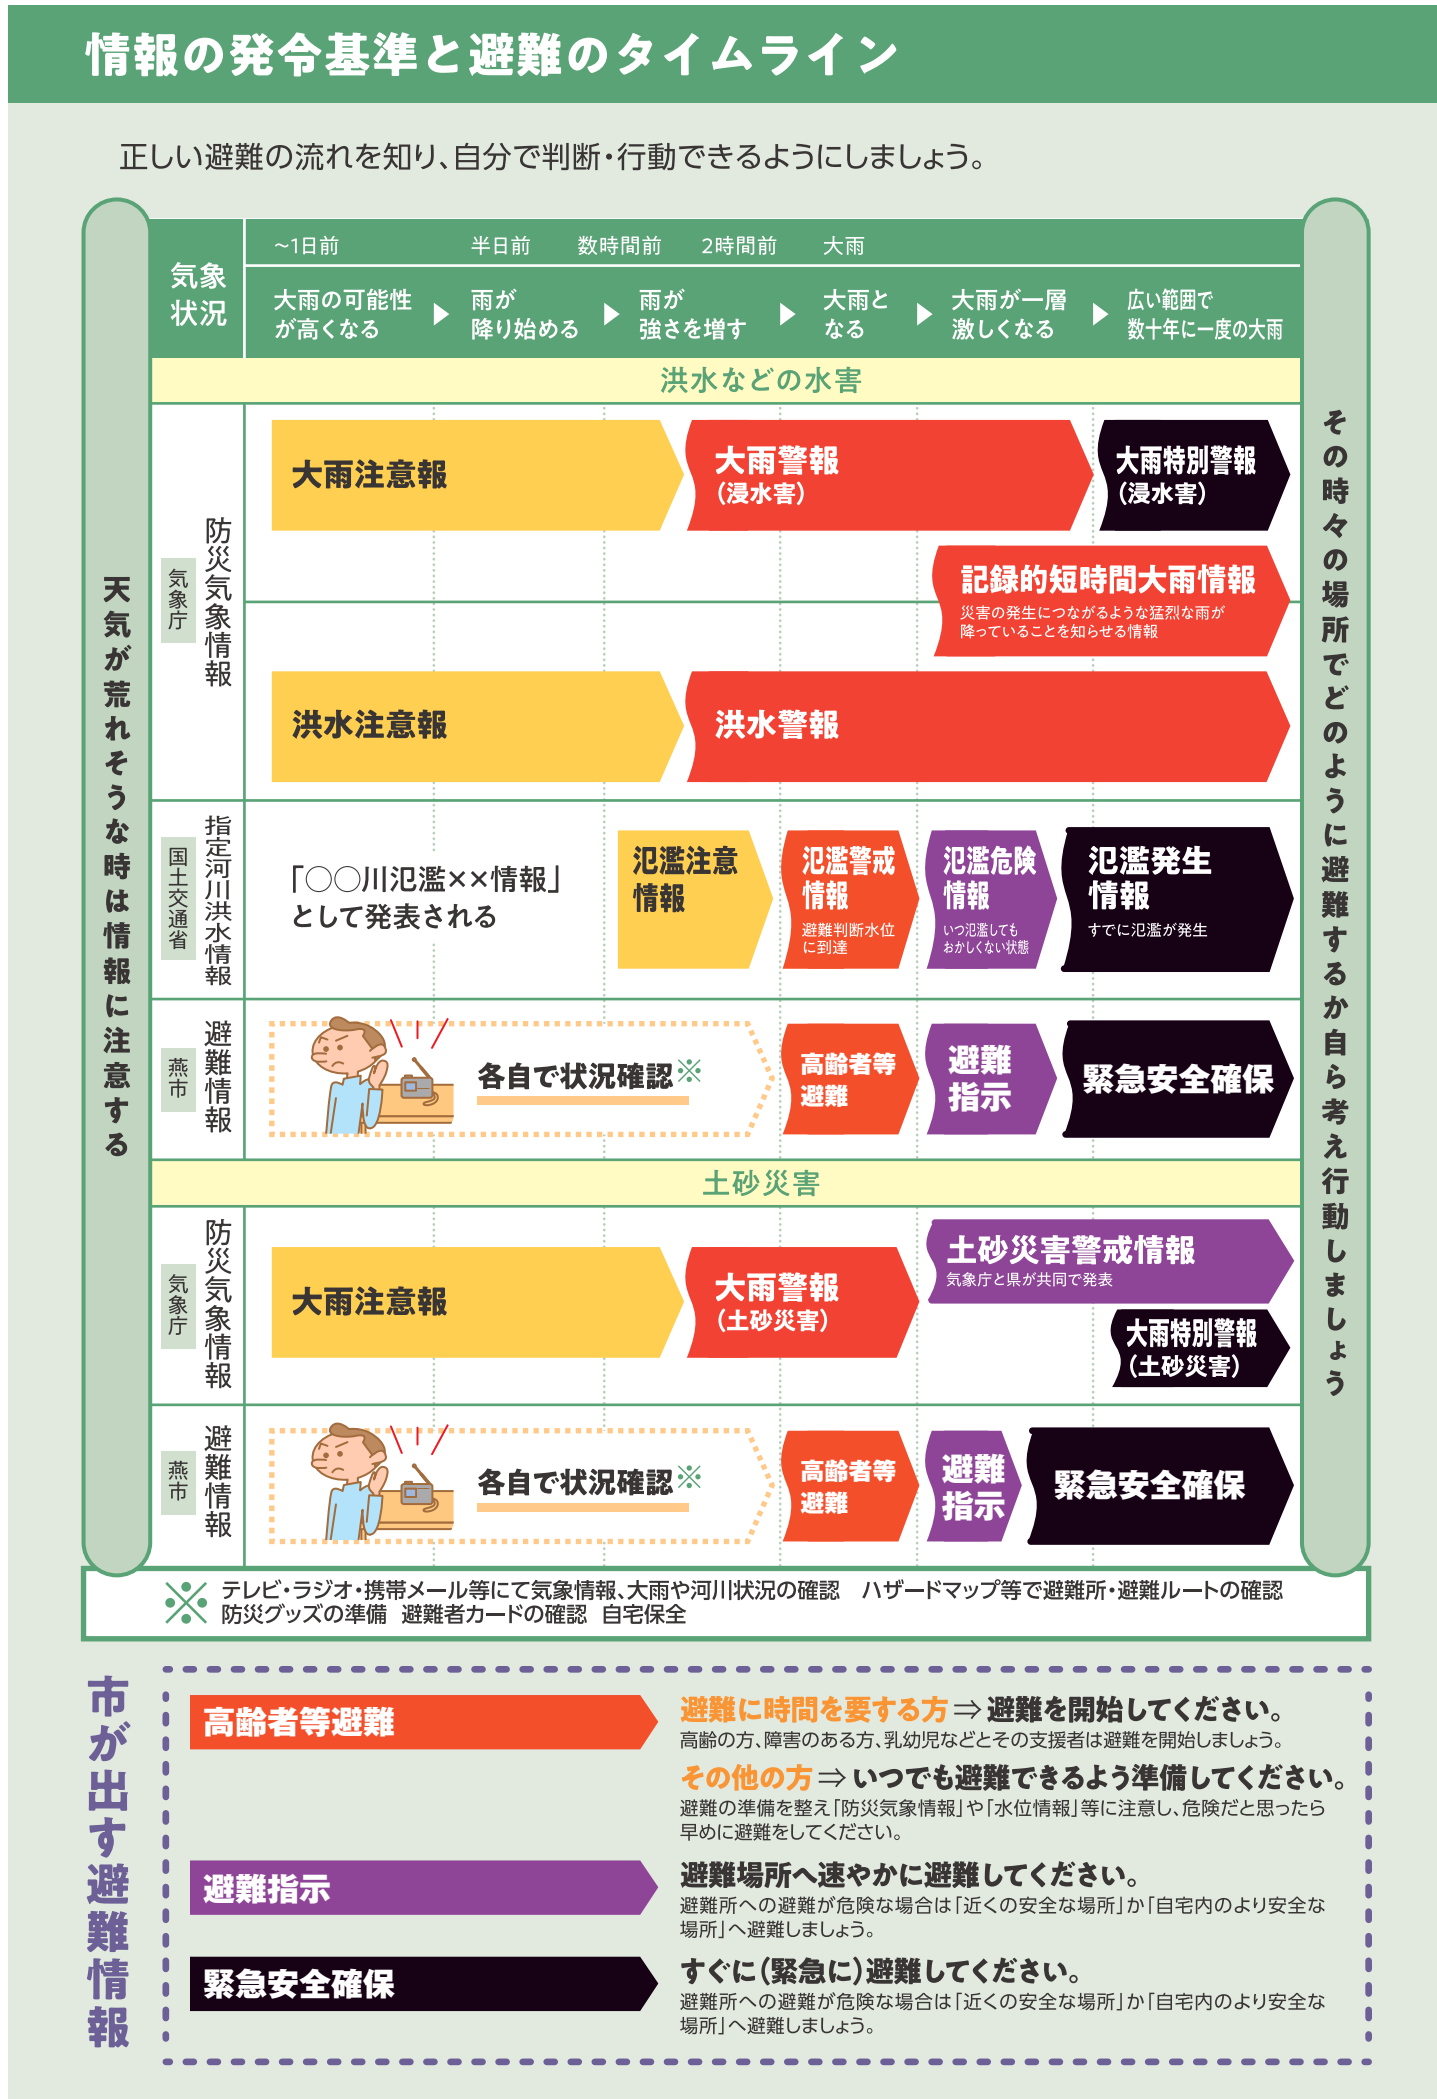 情報の発令基準と避難のタイムライン
正しい避難の流れを知り、自分で判断・行動できるようにしましょう。
天気が荒れそうな時は情報に注意する
気象
状況
~1日前
半日前
数時間前
2時間前
大雨
大雨の可能性
が高くなる
雨が
降り始める
雨が
強さを増す
大雨と
なる
大雨が一層
激しくなる
広い範囲で
数十年に一度の大雨
洪水などの水害
気象庁
防災気象情報
大雨注意報
大雨警報
(浸水害)
大雨特別警報
(浸水害)
記録的短時間大雨情報
災害の発生につながるような猛烈な雨が
降っていることを知らせる情報
洪水注意報
洪水警報
国土交通省
指定河川洪水情報
「○○川氾濫××情報」
として発表される
氾濫注意
情報
氾濫警戒
情報
避難判断水位
に到達
氾濫危険
情報
いつ氾濫しても
おかしくない状態
氾濫発生
情報
すでに氾濫が発生
燕市
避難情報
各自で状況確認※
高齢者等
避難
避難
指示
緊急安全確保
土砂災害
気象庁
防災気象情報
大雨注意報
大雨警報
(土砂災害)
土砂災害警戒情報
気象庁と県が共同で発表
大雨特別警報
(土砂災害)
燕市
避難情報
各自で状況確認※
高齢者等
避難
避難
指示
緊急安全確保
その時々の場所でどのように避難するか自ら考え行動しましょう
※ テレビ・ラジオ・携帯メール等にて気象情報、大雨や河川状況の確認　ハザードマップ等で避難所・避難ルートの確認
防災グッズの準備　避難者カードの確認　自宅保全
市が出す避難情報
高齢者等避難
避難に時間を要する方⇒避難を開始してください。
高齢の方、障害のある方、乳幼児などとその支援者は避難を開始しましょう。
その他の方⇒いつでも避難できるよう準備してください。
避難の準備を整え「防災気象情報」や「水位情報」等に注意し、危険だと思ったら
早めに避難をしてください。
避難指示
避難場所へ速やかに避難してください。
避難所への避難が危険な場合は「近くの安全な場所」か「自宅内のより安全な
場所」へ避難しましょう。
緊急安全確保
すぐに(緊急に)避難してください。
避難所への避難が危険な場合は「近くの安全な場所」か「自宅内のより安全な
場所」へ避難しましょう。